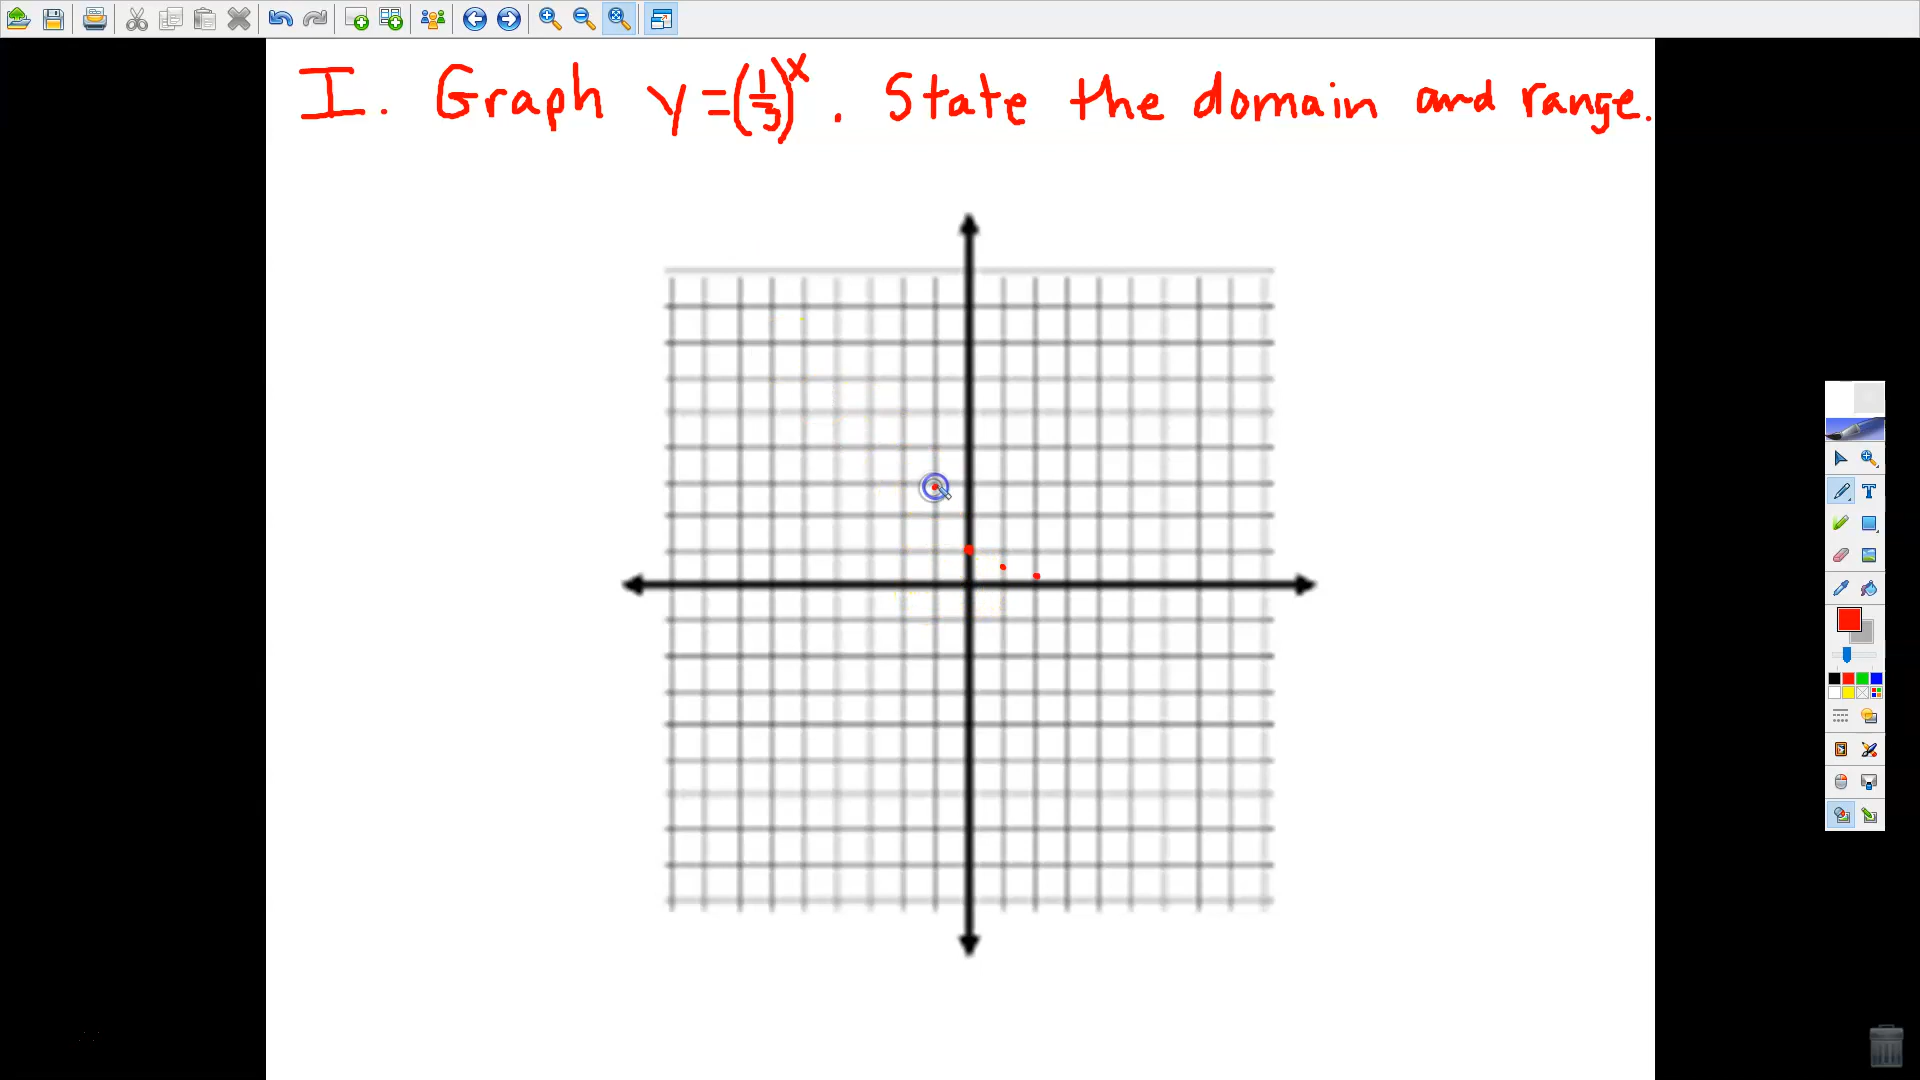 I. Graph y = (1/3)^x. State the domain and range.